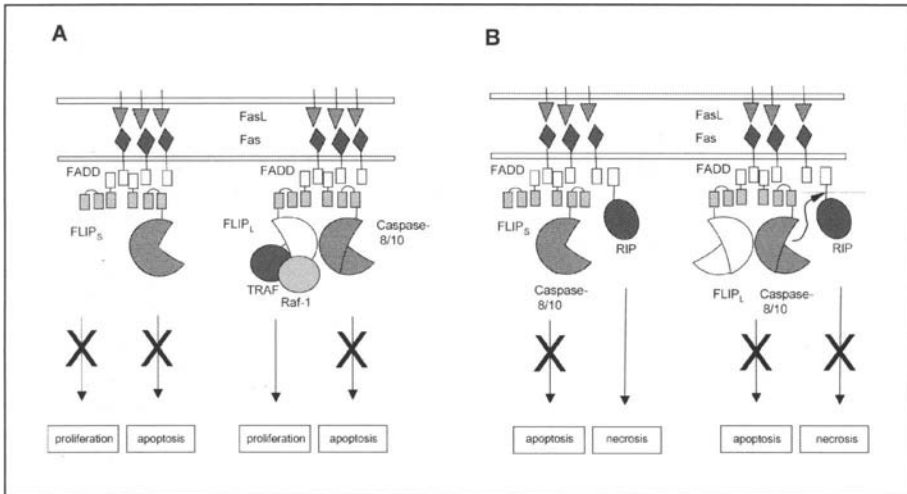 A
FasL
Fas
FADD
FADD
FLIPS
FLIPL
Caspase-
8/10
TRAF
Raf-1
X
X
X
proliferation
apoptosis
proliferation
apoptosis
B
FasL
Fas
FADD
FADD
FLIPS
RIP
RIP
Caspase-
8/10
FLIPL
Caspase-
8/10
X
X
X
apoptosis
necrosis
apoptosis
necrosis